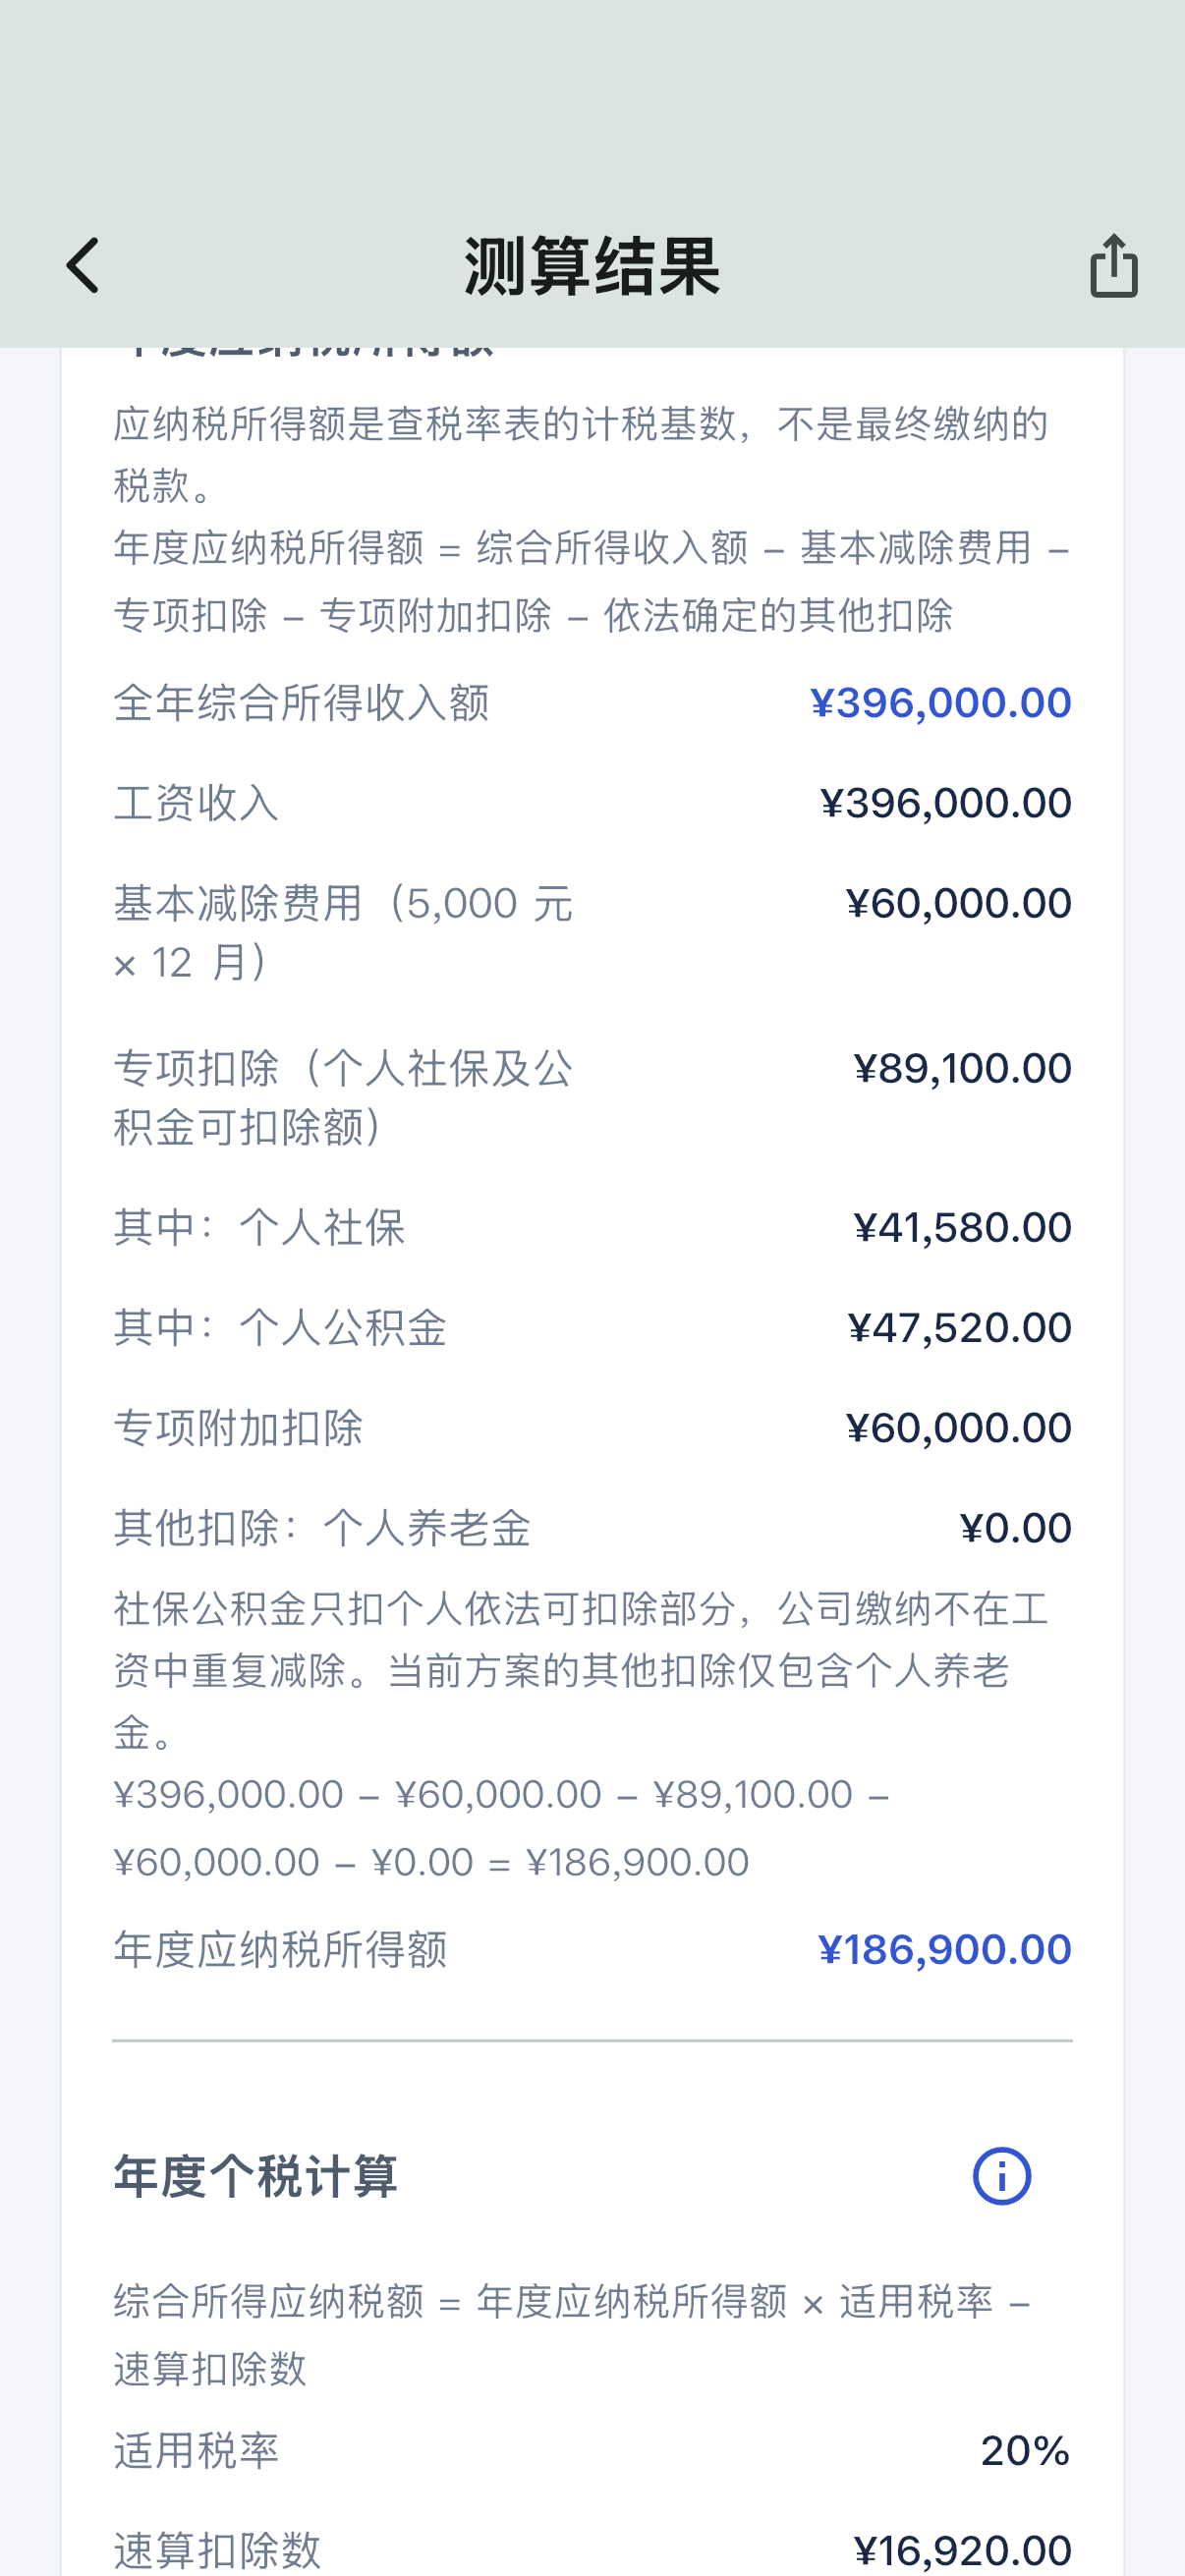 测算结果
年度应纳税所得额
应纳税所得额是查税率表的计税基数，不是最终缴纳的
税款。
年度应纳税所得额 = 综合所得收入额 − 基本减除费用 −
专项扣除 − 专项附加扣除 − 依法确定的其他扣除
全年综合所得收入额 ¥396,000.00
工资收入 ¥396,000.00
基本减除费用（5,000 元 ¥60,000.00
× 12 月）
专项扣除（个人社保及公 ¥89,100.00
积金可扣除额）
其中：个人社保 ¥41,580.00
其中：个人公积金 ¥47,520.00
专项附加扣除 ¥60,000.00
其他扣除：个人养老金 ¥0.00
社保公积金只扣个人依法可扣除部分，公司缴纳不在工
资中重复减除。当前方案的其他扣除仅包含个人养老
金。
¥396,000.00 − ¥60,000.00 − ¥89,100.00 −
¥60,000.00 − ¥0.00 = ¥186,900.00
年度应纳税所得额 ¥186,900.00
年度个税计算
综合所得应纳税额 = 年度应纳税所得额 × 适用税率 −
速算扣除数
适用税率 20%
速算扣除数 ¥16,920.00